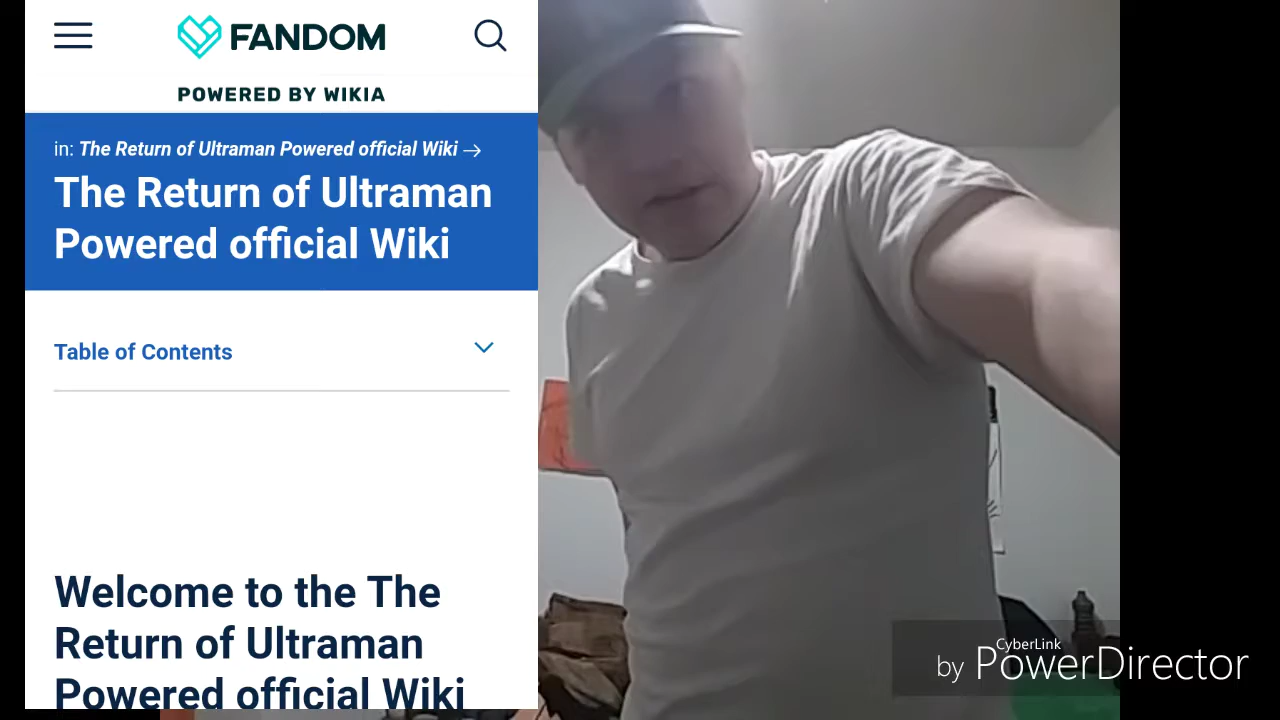 FANDOM
POWERED BY WIKIA
in: The Return of Ultraman Powered official Wiki →
The Return of Ultraman
Powered official Wiki
Table of Contents
Welcome to the The
Return of Ultraman
Powered official Wiki
CyberLink
by PowerDirector